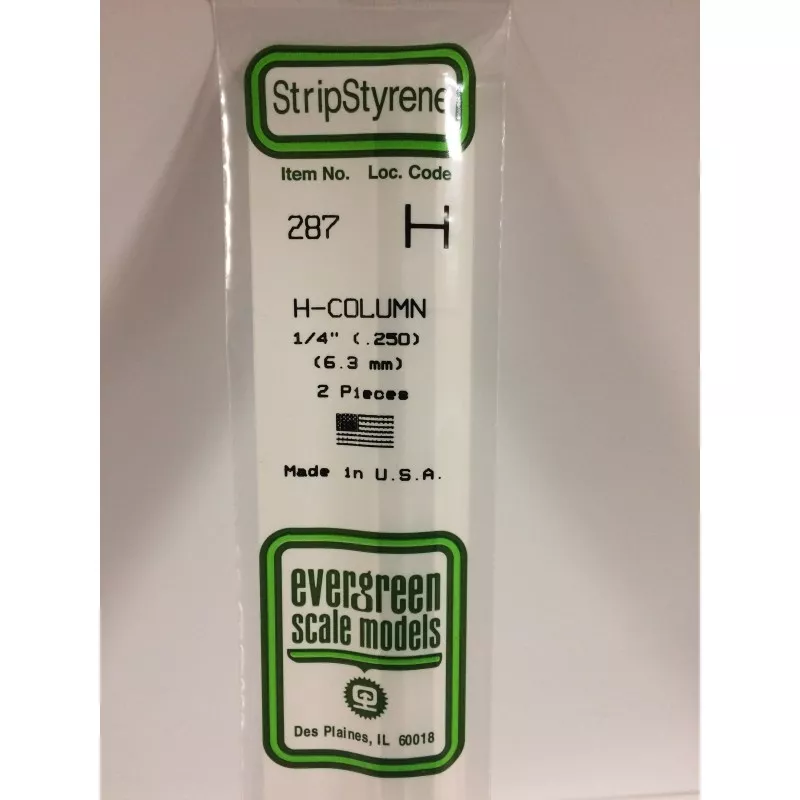 StripStyrene
Item No. Loc. Code
287 H
H-COLUMN
1/4" (.250)
(6.3 mm)
2 Pieces
Made in U.S.A.
evergreen
scale models
Des Plaines, IL 60018